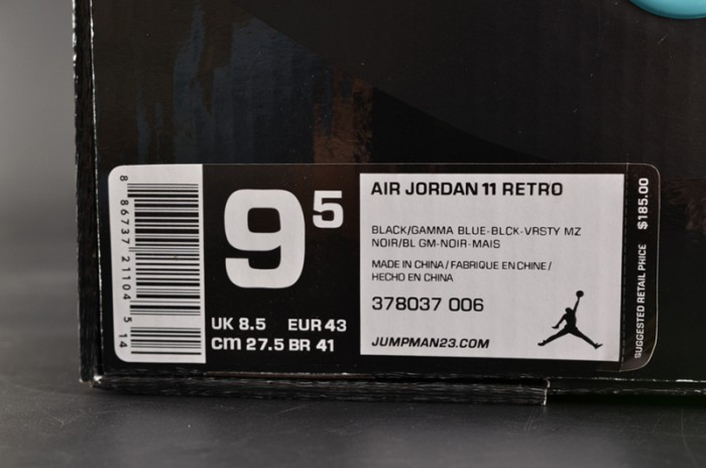 8 86737 21104 5 14
9 5
UK 8.5 EUR 43
cm 27.5 BR 41
AIR JORDAN 11 RETRO
BLACK/GAMMA BLUE-BLCK-VRSTY MZ
NOIR/BL GM-NOIR-MAIS
MADE IN CHINA / FABRIQUE EN CHINE /
HECHO EN CHINA
378037 006
JUMPMAN23.COM
SUGGESTED RETAIL PRICE $185.00